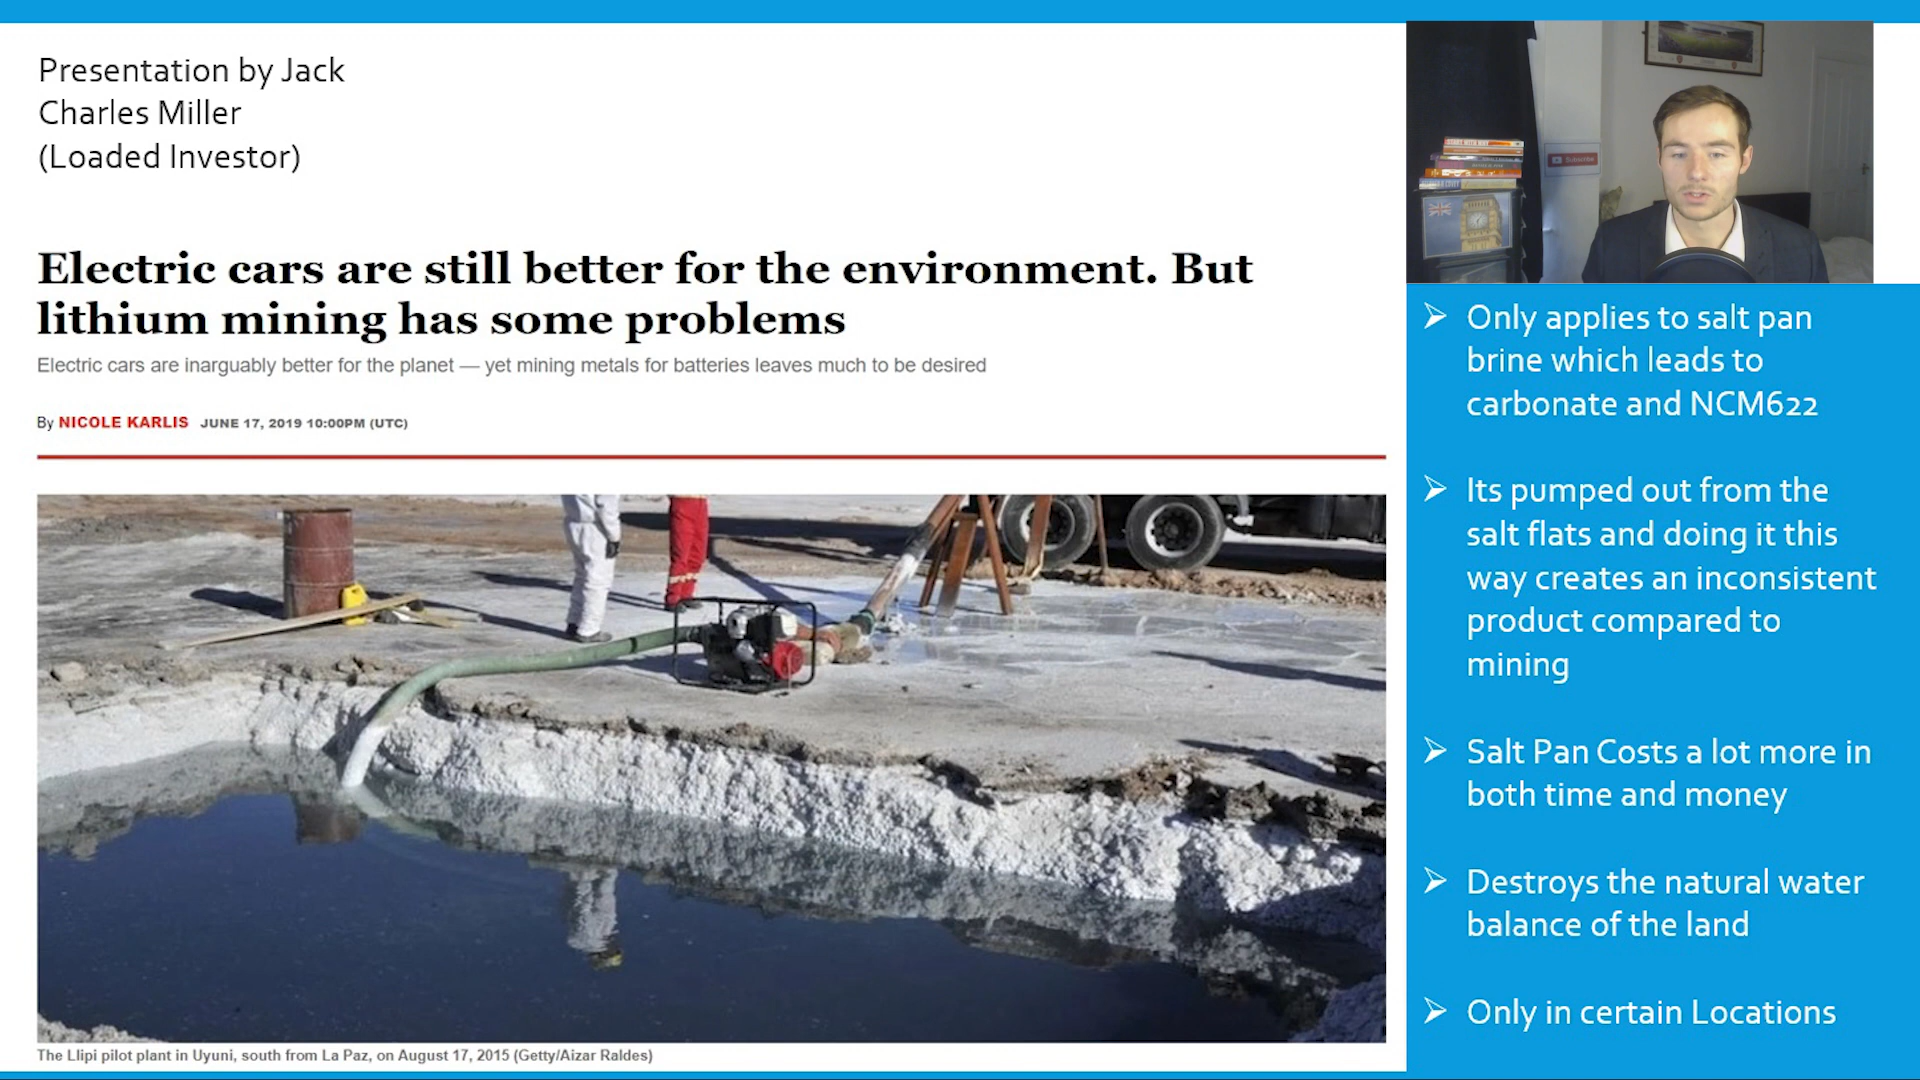 Presentation by Jack
Charles Miller
(Loaded Investor)
Electric cars are still better for the environment. But
lithium mining has some problems
Electric cars are inarguably better for the planet — yet mining metals for batteries leaves much to be desired
By NICOLE KARLIS JUNE 17, 2019 10:00PM (UTC)
The Llipi pilot plant in Uyuni, south from La Paz, on August 17, 2015 (Getty/Aizar Raldes)
START WITH WHY
Subscribe
Only applies to salt pan
brine which leads to
carbonate and NCM622
Its pumped out from the
salt flats and doing it this
way creates an inconsistent
product compared to
mining
Salt Pan Costs a lot more in
both time and money
Destroys the natural water
balance of the land
Only in certain Locations